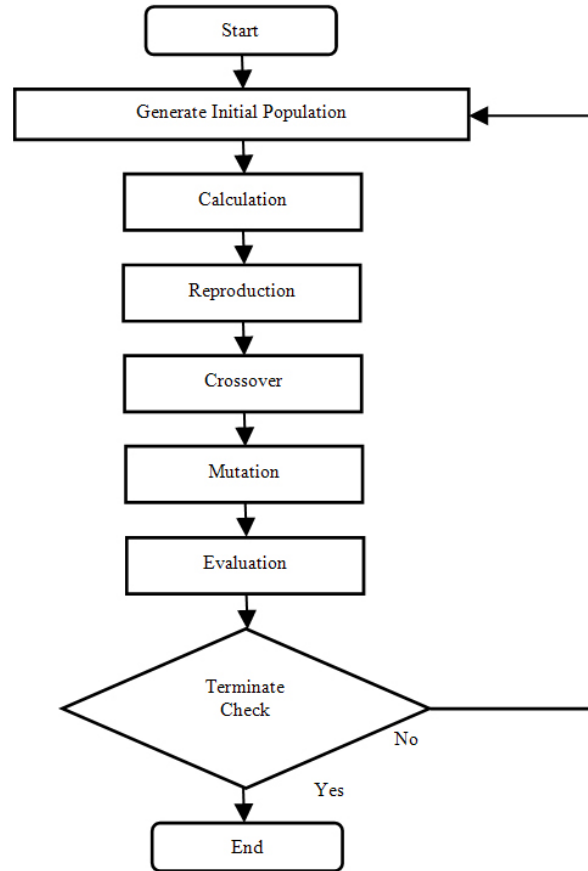 Start
Generate Initial Population
Calculation
Reproduction
Crossover
Mutation
Evaluation
Terminate
Check
No
Yes
End